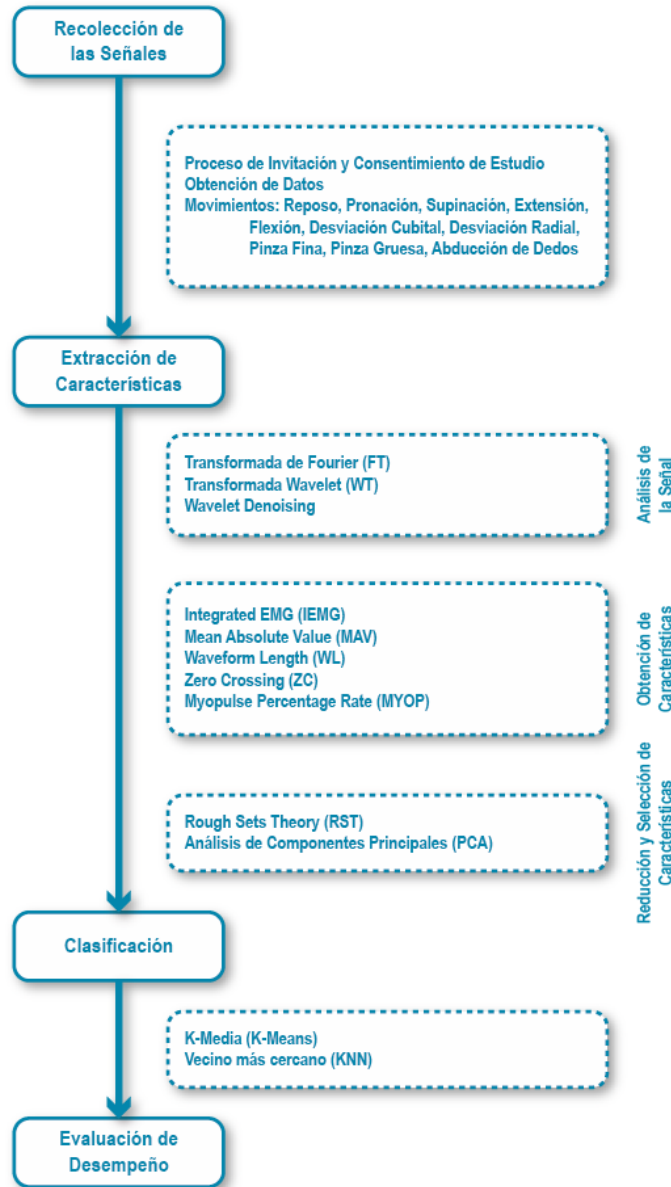 Recolección de
las Señales
Proceso de Invitación y Consentimiento de Estudio
Obtención de Datos
Movimientos: Reposo, Pronación, Supinación, Extensión,
Flexión, Desviación Cubital, Desviación Radial,
Pinza Fina, Pinza Gruesa, Abducción de Dedos
Extracción de
Características
Transformada de Fourier (FT)
Transformada Wavelet (WT)
Wavelet Denoising
Análisis de
la Señal
Integrated EMG (IEMG)
Mean Absolute Value (MAV)
Waveform Length (WL)
Zero Crossing (ZC)
Myopulse Percentage Rate (MYOP)
Obtención de
Características
Rough Sets Theory (RST)
Análisis de Componentes Principales (PCA)
Reducción y Selección de
Características
Clasificación
K-Media (K-Means)
Vecino más cercano (KNN)
Evaluación de
Desempeño